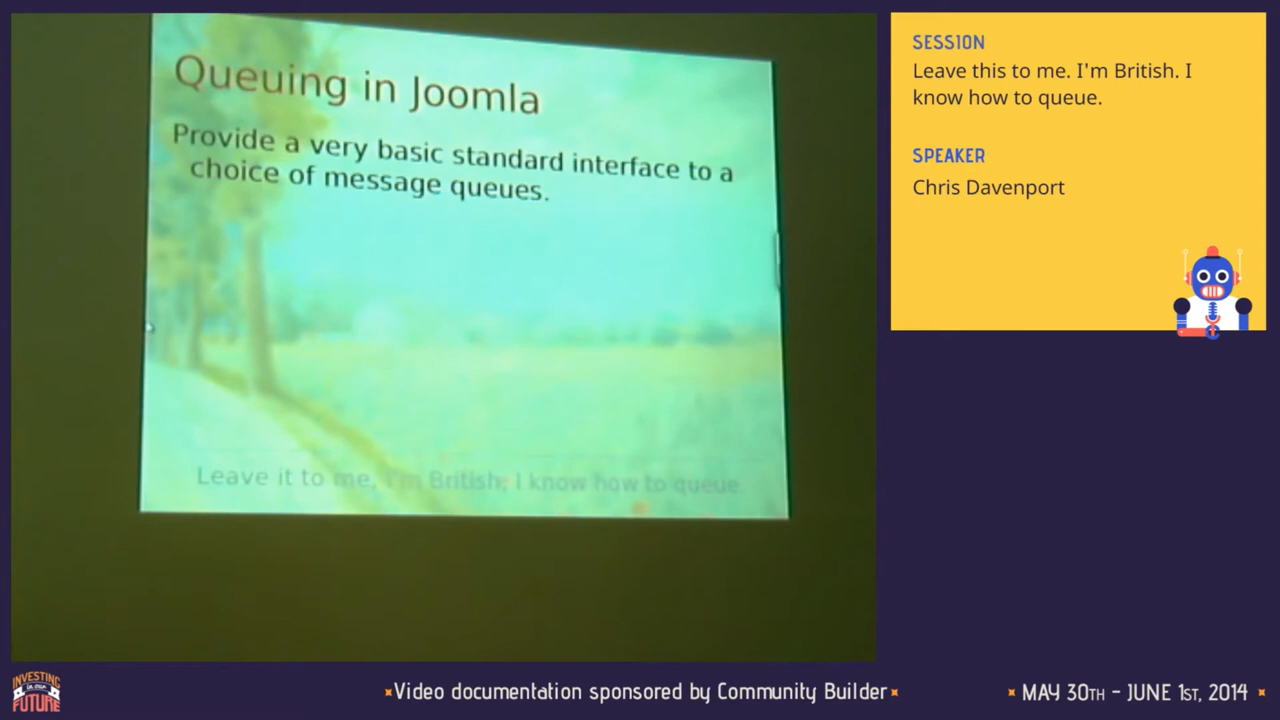 Queuing in Joomla
Provide a very basic standard interface to a
choice of message queues.
Leave it to me, I'm British, I know how to queue.
SESSION
Leave this to me. I'm British. I
know how to queue.
SPEAKER
Chris Davenport
INVESTING
in our
FUTURE
Video documentation sponsored by Community Builder
MAY 30TH - JUNE 1ST, 2014